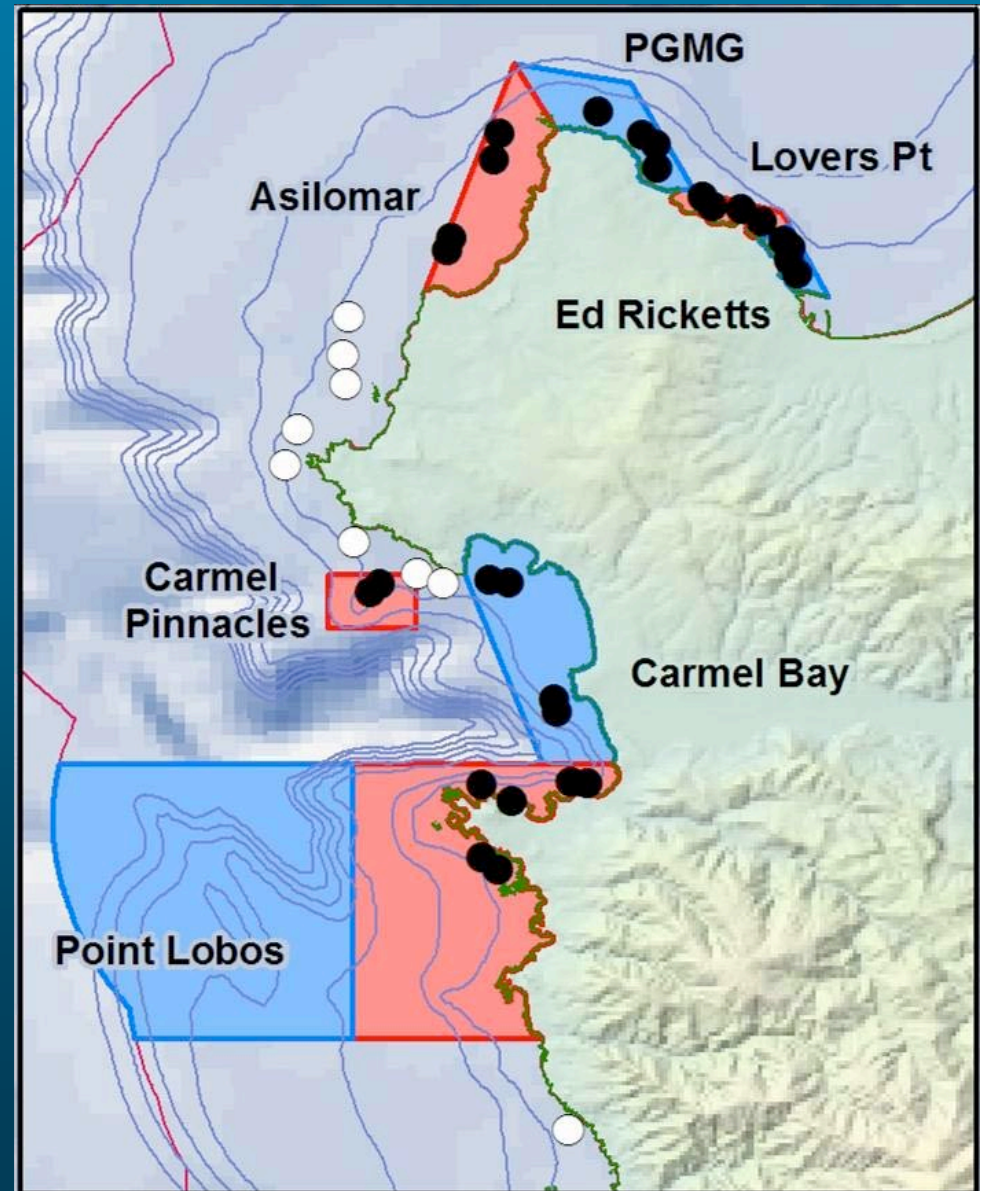 PGMG
Lovers Pt
Asilomar
Ed Ricketts
Carmel
Pinnacles
Carmel Bay
Point Lobos